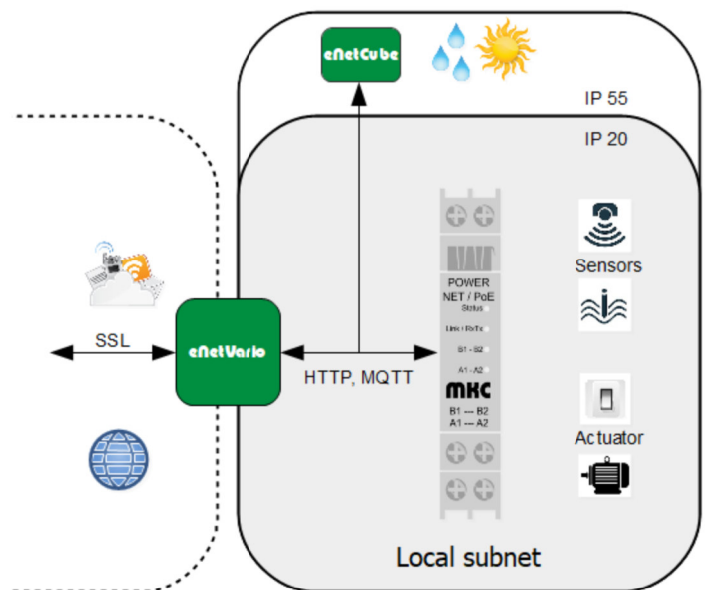 eNetCube
IP 55
IP 20
POWER
NET / PoE
Status
Link / RxTx
B1 - B2
A1 - A2
MKC
B1 --- B2
A1 --- A2
Sensors
Actuator
SSL
eNetVario
HTTP, MQTT
Local subnet